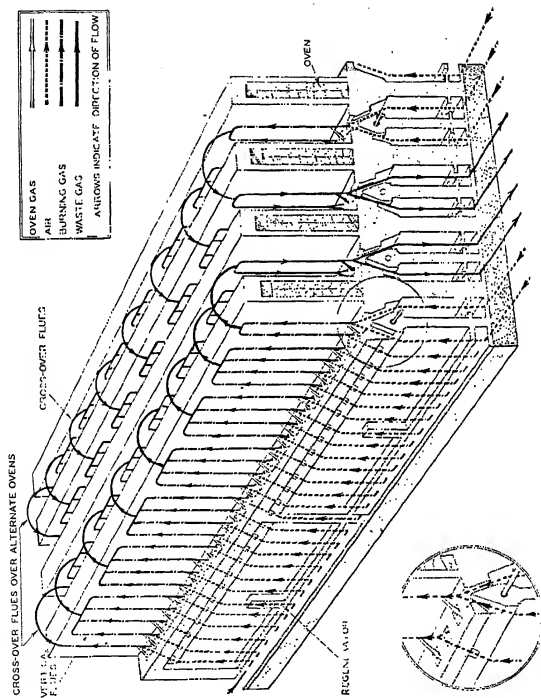 OVEN GAS
AIR
BURNING GAS
WASTE GAS
ARROWS INDICATE DIRECTION OF FLOW
CROSS-OVER FLUES OVER ALTERNATE OVENS
CROSS-OVER FLUES
OVEN